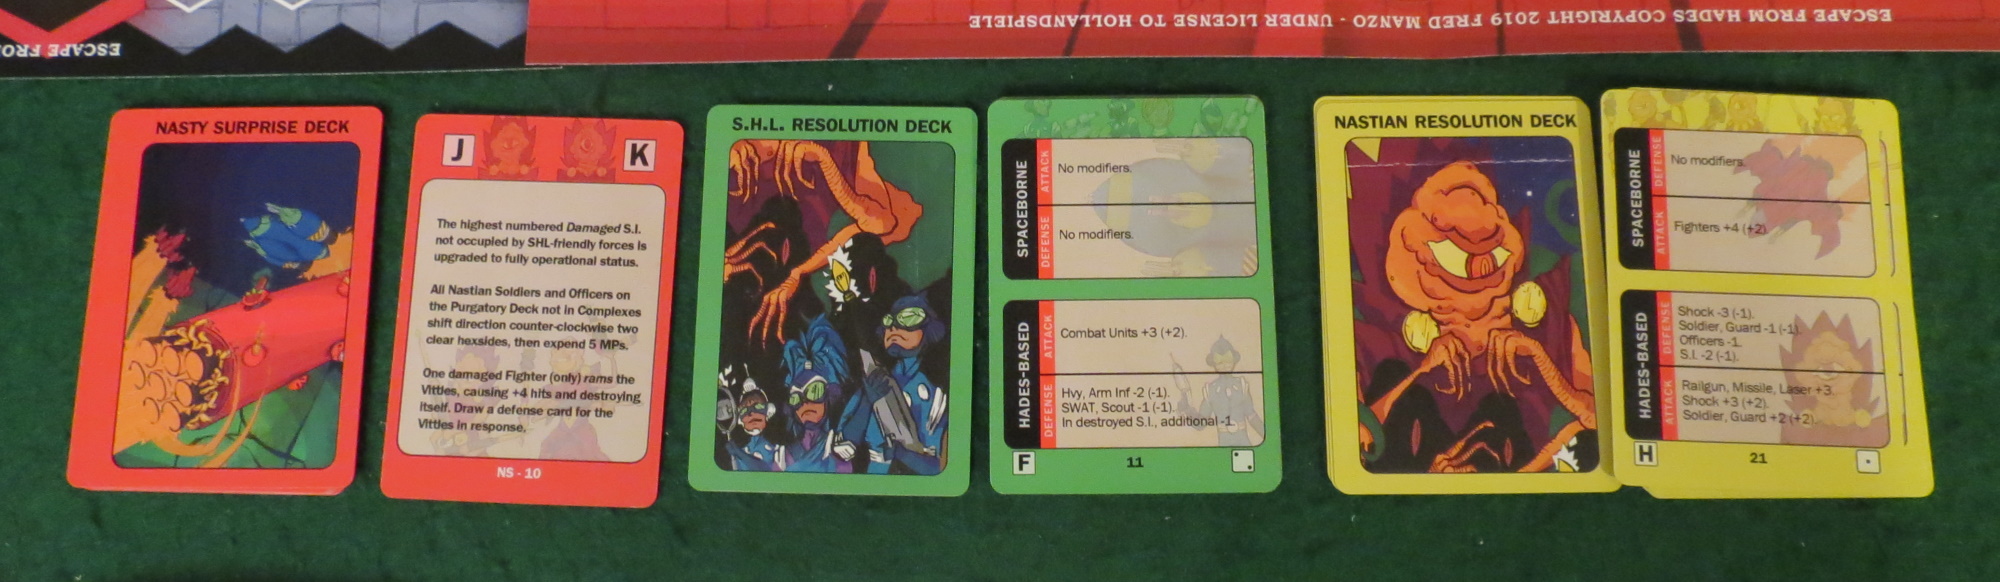 ESCAPE FRO
ESCAPE FROM HADES COPYRIGHT 2019 FRED MANZO - UNDER LICENSE TO HOLLANDSPIELE
NASTY SURPRISE DECK
J
K
The highest numbered Damaged S.I.
not occupied by SHL-friendly forces is
upgraded to fully operational status.
All Nastian Soldiers and Officers on
the Purgatory Deck not in Complexes
shift direction counter-clockwise two
clear hexsides, then expend 5 MPs.
One damaged Fighter (only) rams the
Vittles, causing +4 hits and destroying
itself. Draw a defense card for the
Vittles in response.
NS - 10
S.H.L. RESOLUTION DECK
SPACEBORNE
ATTACK
No modifiers.
DEFENSE
No modifiers.
HADES-BASED
ATTACK
Combat Units +3 (+2).
DEFENSE
Hvy, Arm Inf -2 (-1).
SWAT, Scout -1 (-1).
In destroyed S.I., additional -1
F
11
NASTIAN RESOLUTION DECK
SPACEBORNE
DEFENSE
No modifiers.
ATTACK
Fighters +4 (+2).
HADES-BASED
DEFENSE
Shock -3 (-1).
Soldier, Guard -1 (-1).
Officers -1.
S.I. -2 (-1).
ATTACK
Railgun, Missile, Laser +3.
Shock +3 (+2).
Soldier, Guard +2 (+2).
H
21